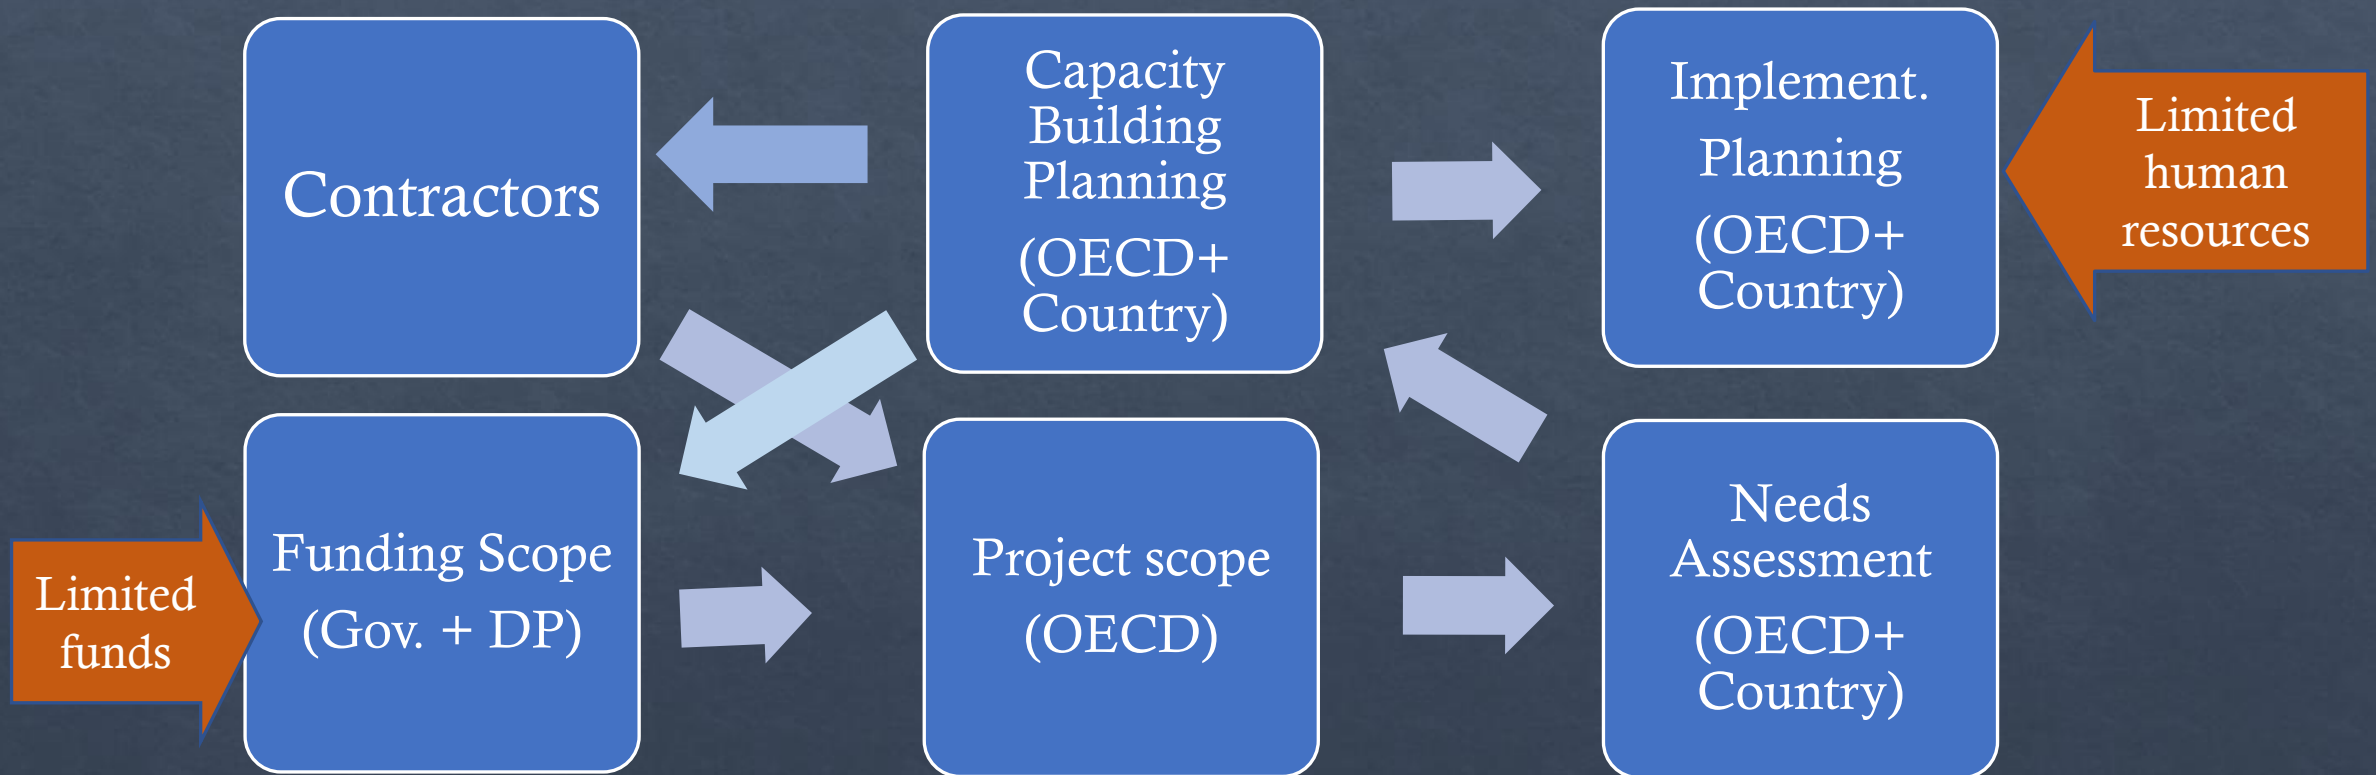 Contractors
Capacity
Building
Planning
(OECD+
Country)
Implement.
Planning
(OECD+
Country)
Limited
human
resources
Limited
funds
Funding Scope
(Gov. + DP)
Project scope
(OECD)
Needs
Assessment
(OECD+
Country)